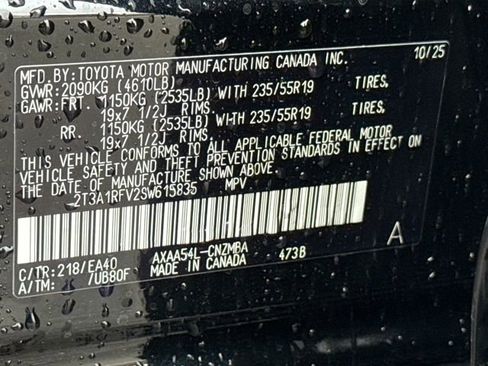 MFD.BY:TOYOTA MOTOR MANUFACTURING CANADA INC. 10/25
GVWR:2090KG (4610LB)
GAWR:FRT. 1150KG (2535LB) WITH 235/55R19 TIRES,
19x7 1/2J RIMS,
RR. 1150KG (2535LB) WITH 235/55R19 TIRES,
19x7 1/2J RIMS,
THIS VEHICLE CONFORMS TO ALL APPLICABLE FEDERAL MOTOR
VEHICLE SAFETY AND THEFT PREVENTION STANDARDS IN EFFECT ON
THE DATE OF MANUFACTURE SHOWN ABOVE.
2T3A1RFV2SW615835 MPV
A
C/TR:218/EA40 AXAA54L-CNZMBA 473B
A/TM: /UB80F MADE IN CANADA